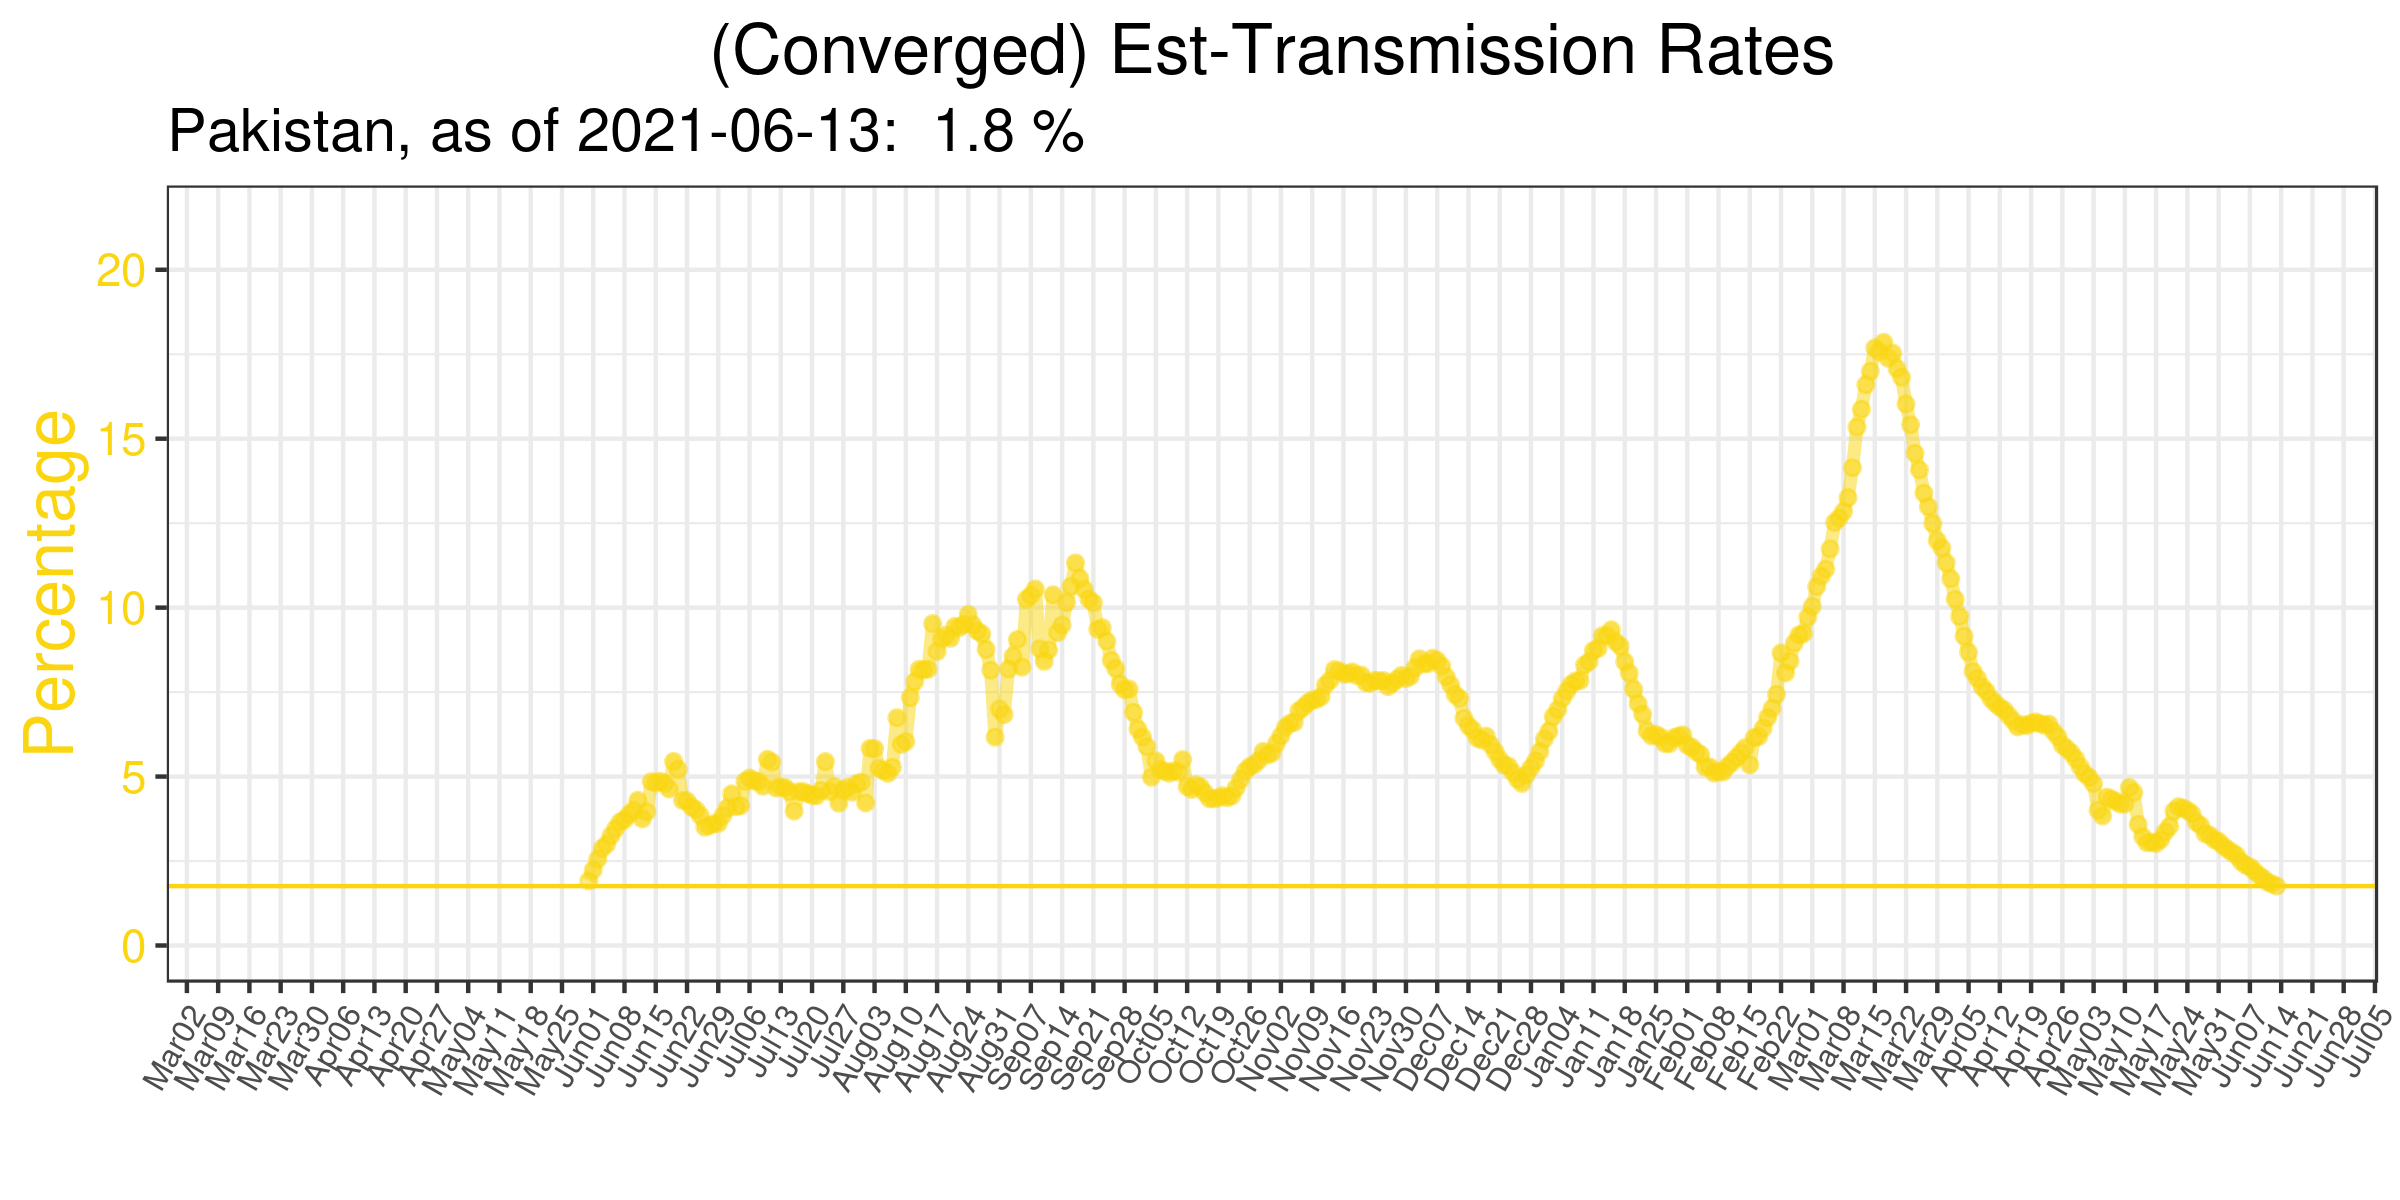 (Converged) Est-Transmission Rates
Pakistan, as of 2021-06-13:  1.8 %
Percentage
20
15
10
5
0
Mar02
Mar09
Mar16
Mar23
Mar30
Apr06
Apr13
Apr20
Apr27
May04
May11
May18
May25
Jun01
Jun08
Jun15
Jun22
Jun29
Jul06
Jul13
Jul20
Jul27
Aug03
Aug10
Aug17
Aug24
Aug31
Sep07
Sep14
Sep21
Sep28
Oct05
Oct12
Oct19
Oct26
Nov02
Nov09
Nov16
Nov23
Nov30
Dec07
Dec14
Dec21
Dec28
Jan04
Jan11
Jan18
Jan25
Feb01
Feb08
Feb15
Feb22
Mar01
Mar08
Mar15
Mar22
Mar29
Apr05
Apr12
Apr19
Apr26
May03
May10
May17
May24
May31
Jun07
Jun14
Jun21
Jun28
Jul05